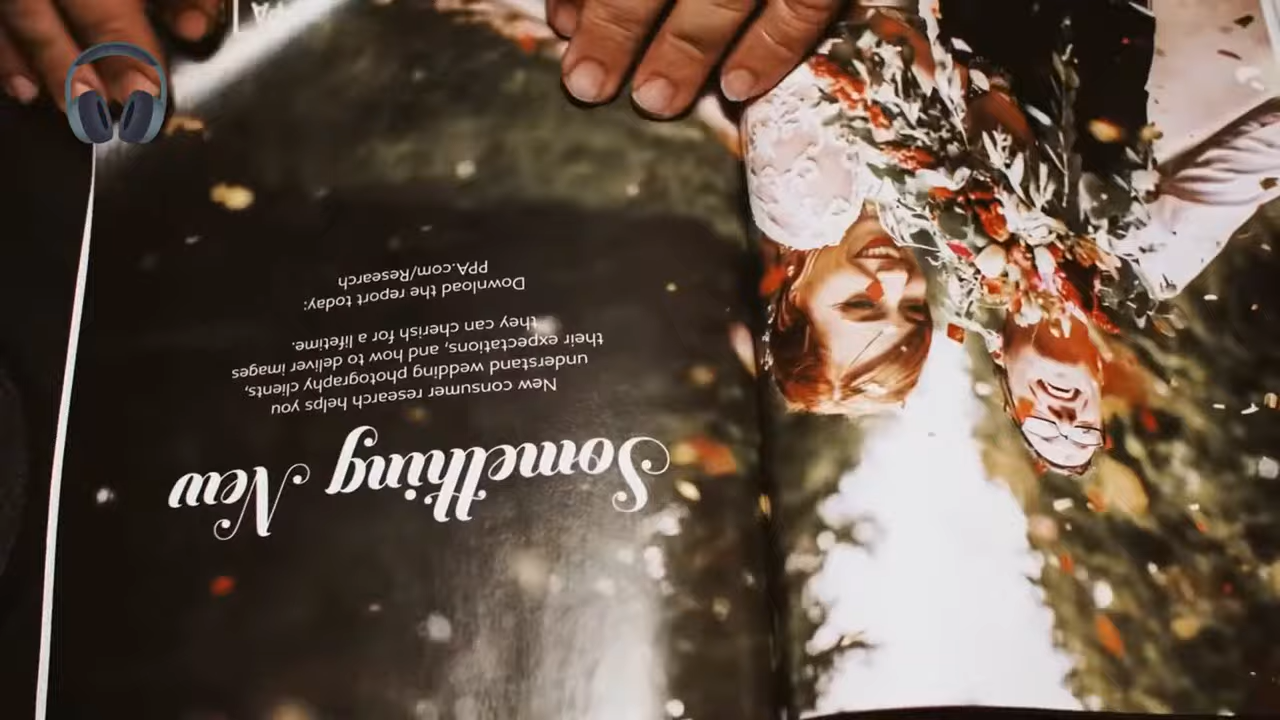 Something New
New consumer research helps you
understand wedding photography clients,
their expectations, and how to deliver images
they can cherish for a lifetime.
Download the report today:
PPA.com/Research
PPA